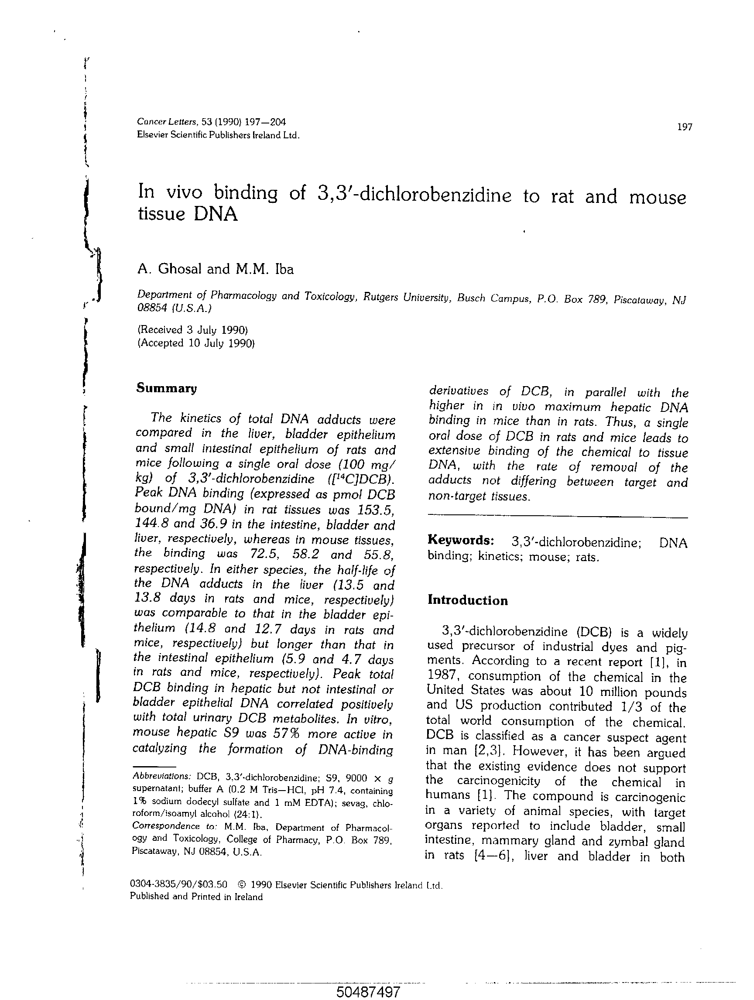 Cancer Letters, 53 (1990) 197—204
Elsevier Scientific Publishers Ireland Ltd.
197
In vivo binding of 3,3′-dichlorobenzidine to rat and mouse
tissue DNA
A. Ghosal and M.M. Iba
Department of Pharmacology and Toxicology, Rutgers University, Busch Campus, P.O. Box 789, Piscataway, NJ
08854 (U.S.A.)
(Received 3 July 1990)
(Accepted 10 July 1990)
Summary
The kinetics of total DNA adducts were
compared in the liver, bladder epithelium
and small intestinal epithelium of rats and
mice following a single oral dose (100 mg/
kg) of 3,3′-dichlorobenzidine ([¹⁴C]DCB).
Peak DNA binding (expressed as pmol DCB
bound/mg DNA) in rat tissues was 153.5,
144.8 and 36.9 in the intestine, bladder and
liver, respectively, whereas in mouse tissues,
the binding was 72.5, 58.2 and 55.8,
respectively. In either species, the half-life of
the DNA adducts in the liver (13.5 and
13.8 days in rats and mice, respectively)
was comparable to that in the bladder epi-
thelium (14.8 and 12.7 days in rats and
mice, respectively) but longer than that in
the intestinal epithelium (5.9 and 4.7 days
in rats and mice, respectively). Peak total
DCB binding in hepatic but not intestinal or
bladder epithelial DNA correlated positively
with total urinary DCB metabolites. In vitro,
mouse hepatic S9 was 57% more active in
catalyzing the formation of DNA-binding
Abbreviations: DCB, 3,3′-dichlorobenzidine; S9, 9000 × g
supernatant; buffer A (0.2 M Tris—HCl, pH 7.4, containing
1% sodium dodecyl sulfate and 1 mM EDTA); sevag, chlo-
roform/isoamyl alcohol (24:1).
Correspondence to: M.M. Iba, Department of Pharmacol-
ogy and Toxicology, College of Pharmacy, P.O. Box 789,
Piscataway, NJ 08854, U.S.A.
derivatives of DCB, in parallel with the
higher in in vivo maximum hepatic DNA
binding in mice than in rats. Thus, a single
oral dose of DCB in rats and mice leads to
extensive binding of the chemical to tissue
DNA, with the rate of removal of the
adducts not differing between target and
non-target tissues.
Keywords: 3,3′-dichlorobenzidine; DNA
binding; kinetics; mouse; rats.
Introduction
3,3′-dichlorobenzidine (DCB) is a widely
used precursor of industrial dyes and pig-
ments. According to a recent report [1], in
1987, consumption of the chemical in the
United States was about 10 million pounds
and US production contributed 1/3 of the
total world consumption of the chemical.
DCB is classified as a cancer suspect agent
in man [2,3]. However, it has been argued
that the existing evidence does not support
the carcinogenicity of the chemical in
humans [1]. The compound is carcinogenic
in a variety of animal species, with target
organs reported to include bladder, small
intestine, mammary gland and zymbal gland
in rats [4—6], liver and bladder in both
0304-3835/90/$03.50 © 1990 Elsevier Scientific Publishers Ireland Ltd.
Published and Printed in Ireland
50487497